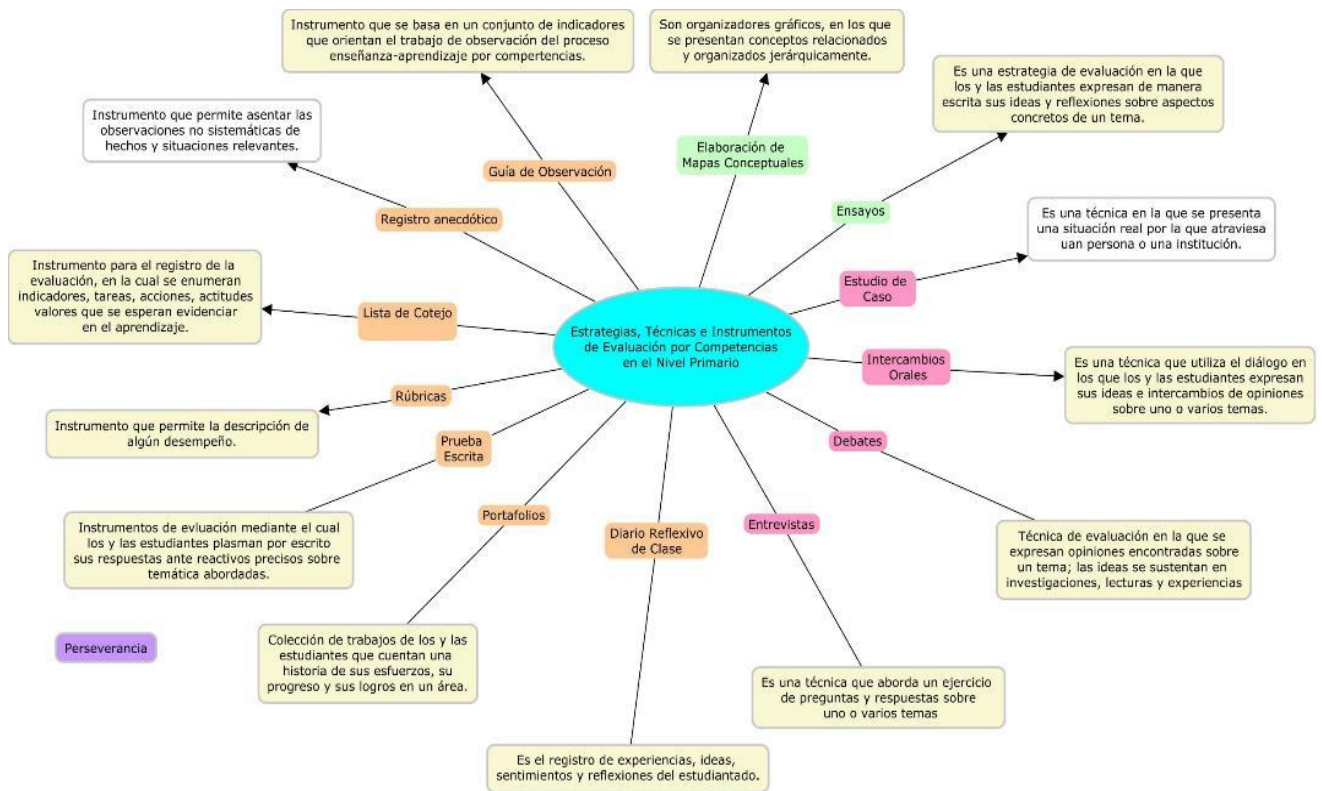 Instrumento que se basa en un conjunto de indicadores
que orientan el trabajo de observación del proceso
enseñanza-aprendizaje por compertencias.
Son organizadores gráficos, en los que
se presentan conceptos relacionados
y organizados jerárquicamente.
Es una estrategia de evaluación en la que
los y las estudiantes expresan de manera
escrita sus ideas y reflexiones sobre aspectos
concretos de un tema.
Instrumento que permite asentar las
observaciones no sistemáticas de
hechos y situaciones relevantes.
Elaboración de
Mapas Conceptuales
Guía de Observación
Ensayos
Registro anecdótico
Es una técnica en la que se presenta
una situación real por la que atraviesa
uan persona o una institución.
Instrumento para el registro de la
evaluación, en la cual se enumeran
indicadores, tareas, acciones, actitudes
valores que se esperan evidenciar
en el aprendizaje.
Estudio de
Caso
Lista de Cotejo
Estrategias, Técnicas e Instrumentos
de Evaluación por Competencias
en el Nivel Primario
Intercambios
Orales
Es una técnica que utiliza el diálogo en
los que los y las estudiantes expresan
sus ideas e intercambios de opiniones
sobre uno o varios temas.
Rúbricas
Instrumento que permite la descripción de
algún desempeño.
Prueba
Escrita
Debates
Instrumentos de evluación mediante el cual
los y las estudiantes plasman por escrito
sus respuestas ante reactivos precisos sobre
temática abordadas.
Portafolios
Diario Reflexivo
de Clase
Entrevistas
Técnica de evaluación en la que se
expresan opiniones encontradas sobre
un tema; las ideas se sustentan en
investigaciones, lecturas y experiencias
Perseverancia
Colección de trabajos de los y las
estudiantes que cuentan una
historia de sus esfuerzos, su
progreso y sus logros en un área.
Es una técnica que aborda un ejercicio
de preguntas y respuestas sobre
uno o varios temas
Es el registro de experiencias, ideas,
sentimientos y reflexiones del estudiantado.